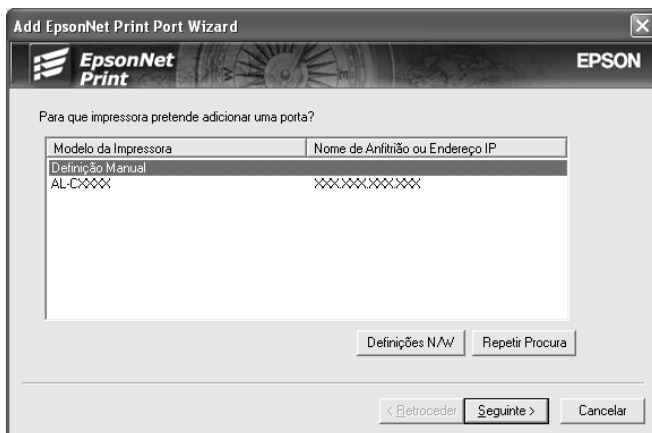 Add EpsonNet Print Port Wizard
EpsonNet
Print
EPSON
Para que impressora pretende adicionar uma porta?
Modelo da Impressora Nome de Anfitrião ou Endereço IP
Definição Manual
AL-CXXXX XXX.XXX.XXX.XXX
Definições N/W Repetir Procura
< Retroceder Seguinte > Cancelar